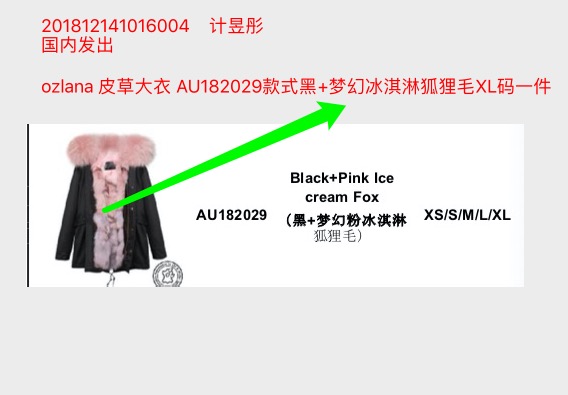 201812141016004 计昱彤
国内发出
ozlana 皮草大衣 AU182029款式黑+梦幻冰淇淋狐狸毛XL码一件
Black+Pink Ice
cream Fox
AU182029
（黑+梦幻粉冰淇淋
狐狸毛）
XS/S/M/L/XL